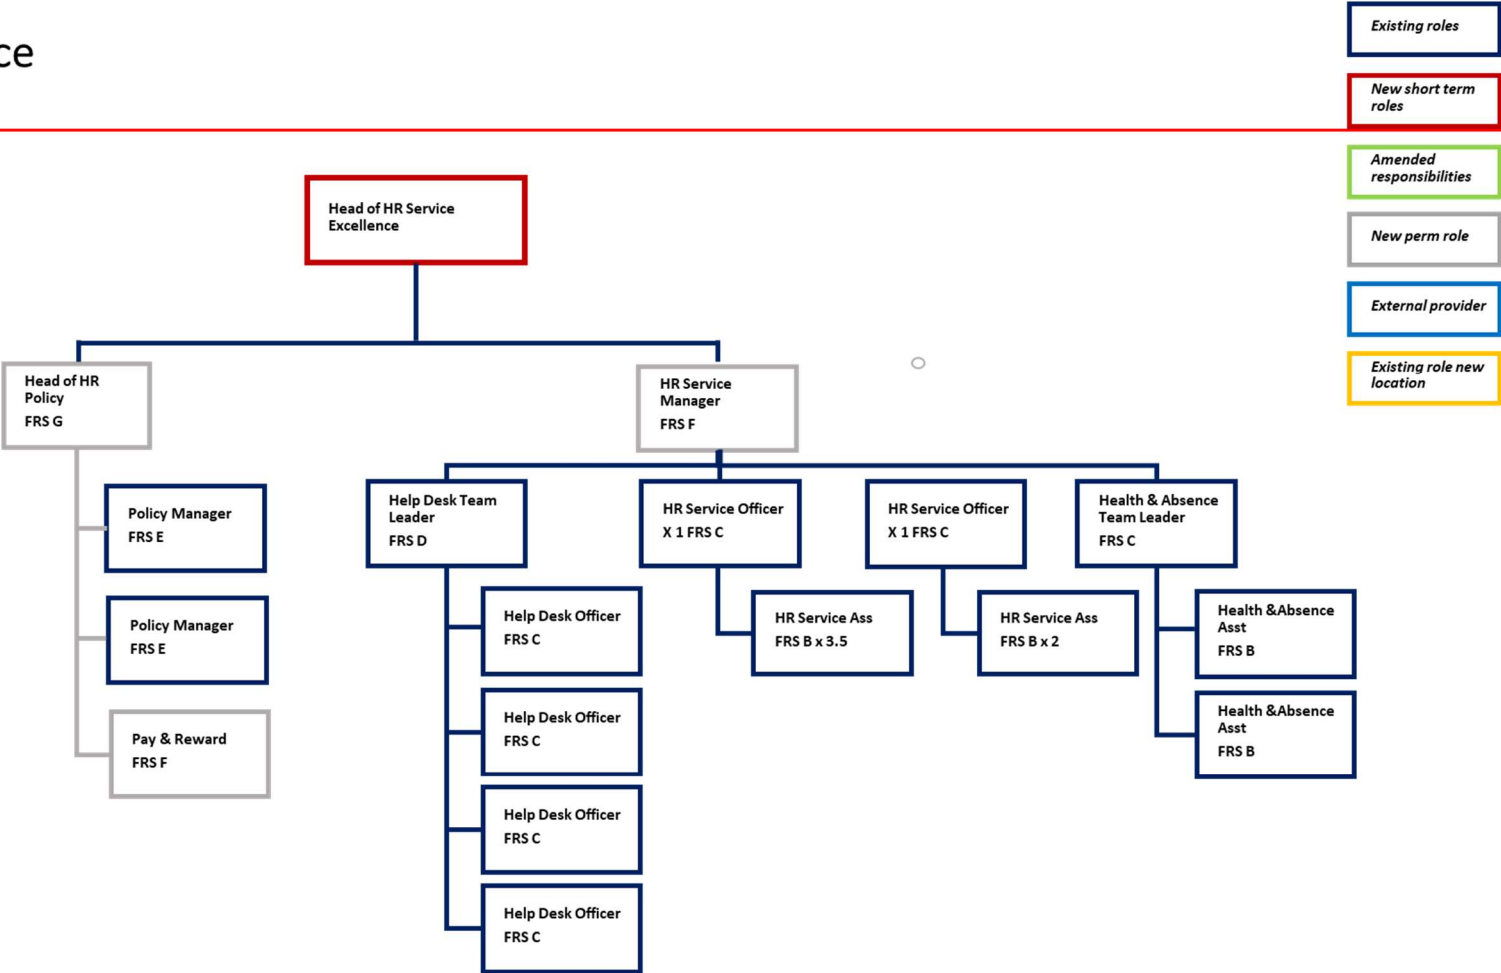 ce
Existing roles
New short term
roles
Amended
responsibilities
New perm role
External provider
Existing role new
location
Head of HR Service
Excellence
Head of HR
Policy
FRS G
HR Service
Manager
FRS F
Policy Manager
FRS E
Policy Manager
FRS E
Pay & Reward
FRS F
Help Desk Team
Leader
FRS D
HR Service Officer
X 1 FRS C
HR Service Officer
X 1 FRS C
Health & Absence
Team Leader
FRS C
Help Desk Officer
FRS C
Help Desk Officer
FRS C
Help Desk Officer
FRS C
Help Desk Officer
FRS C
HR Service Ass
FRS B x 3.5
HR Service Ass
FRS B x 2
Health &Absence
Asst
FRS B
Health &Absence
Asst
FRS B